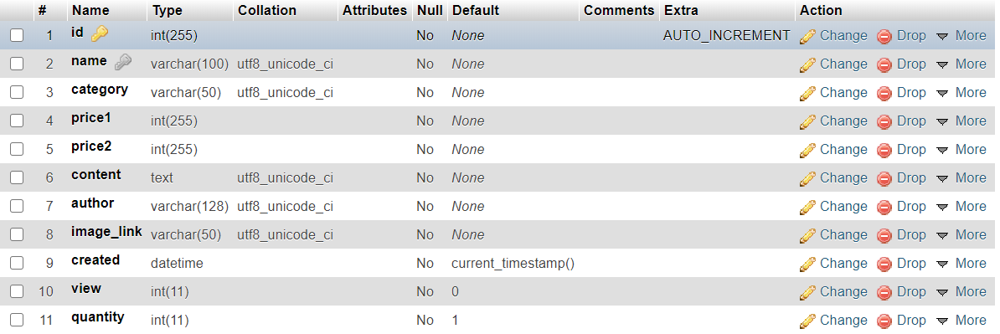 # Name Type Collation Attributes Null Default Comments Extra Action
1 id int(255) No None AUTO_INCREMENT Change Drop More
2 name varchar(100) utf8_unicode_ci No None Change Drop More
3 category varchar(50) utf8_unicode_ci No None Change Drop More
4 price1 int(255) No None Change Drop More
5 price2 int(255) No None Change Drop More
6 content text utf8_unicode_ci No None Change Drop More
7 author varchar(128) utf8_unicode_ci No None Change Drop More
8 image_link varchar(50) utf8_unicode_ci No None Change Drop More
9 created datetime No current_timestamp() Change Drop More
10 view int(11) No 0 Change Drop More
11 quantity int(11) No 1 Change Drop More